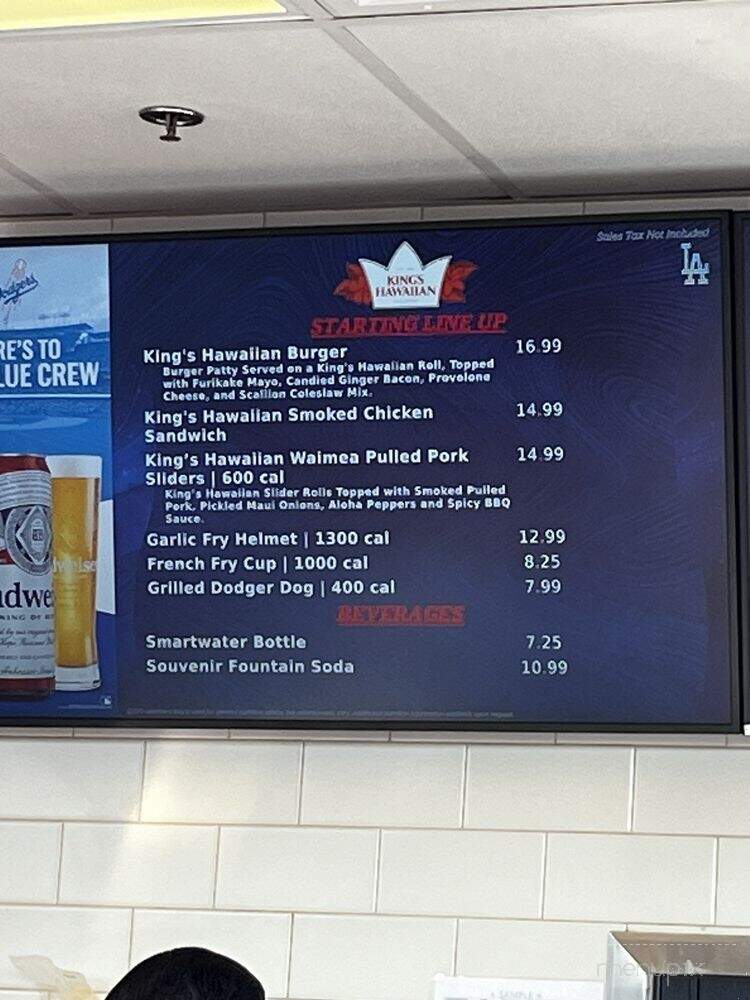 Sales Tax Not Included
LA
Dodgers
KING'S
HAWAIIAN
STARTING LINE UP
RE'S TO
LUE CREW
King's Hawaiian Burger 16.99
Burger Patty Served on a King's Hawaiian Roll, Topped
with Furikake Mayo, Candied Ginger Bacon, Provolone
Cheese, and Scallion Coleslaw Mix.
King's Hawaiian Smoked Chicken 14.99
Sandwich
King's Hawaiian Waimea Pulled Pork 14.99
Sliders | 600 cal
King's Hawaiian Slider Rolls Topped with Smoked Pulled
Pork, Pickled Maui Onions, Aloha Peppers and Spicy BBQ
Sauce.
Garlic Fry Helmet | 1300 cal 12.99
French Fry Cup | 1000 cal 8.25
Grilled Dodger Dog | 400 cal 7.99
BEVERAGES
Smartwater Bottle 7.25
Souvenir Fountain Soda 10.99
udwe
dweise
SAMPLE
menupix